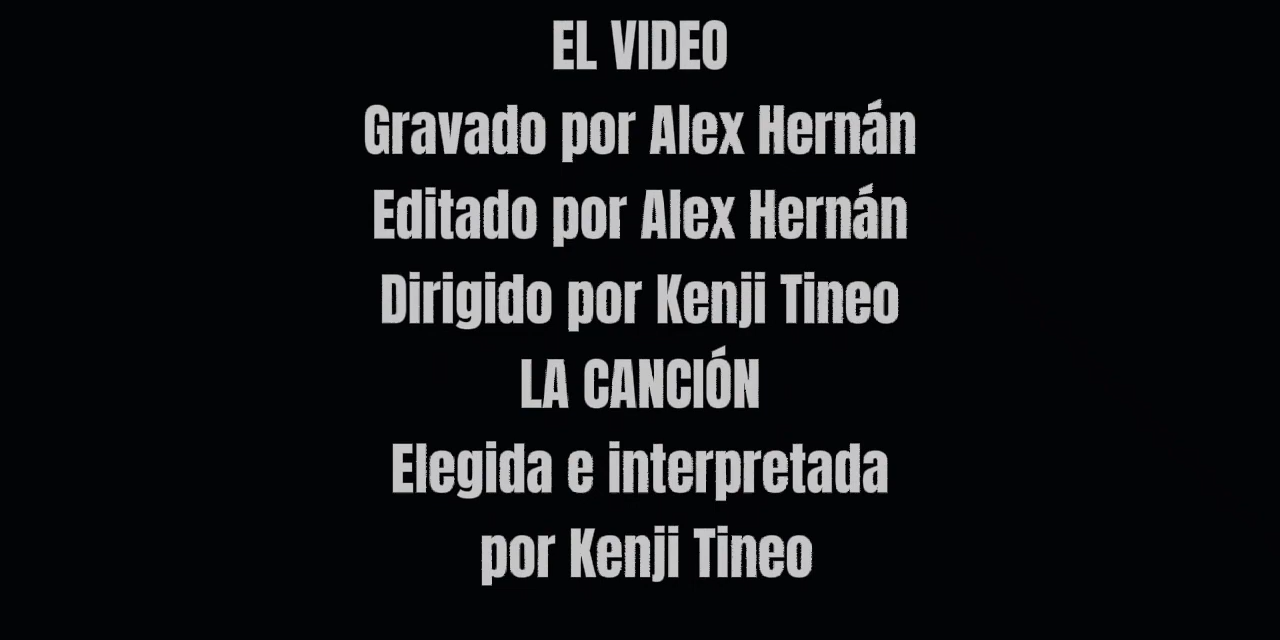 EL VIDEO
Gravado por Alex Hernán
Editado por Alex Hernán
Dirigido por Kenji Tineo
LA CANCIÓN
Elegida e interpretada
por Kenji Tineo